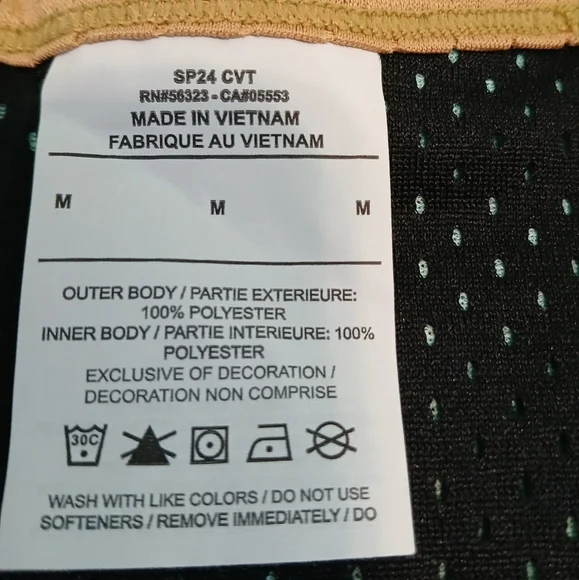 SP24 CVT
RN#56323 - CA#05553
MADE IN VIETNAM
FABRIQUE AU VIETNAM
M M M
OUTER BODY / PARTIE EXTERIEURE:
100% POLYESTER
INNER BODY / PARTIE INTERIEURE: 100%
POLYESTER
EXCLUSIVE OF DECORATION /
DECORATION NON COMPRISE
30C
WASH WITH LIKE COLORS / DO NOT USE
SOFTENERS / REMOVE IMMEDIATELY / DO